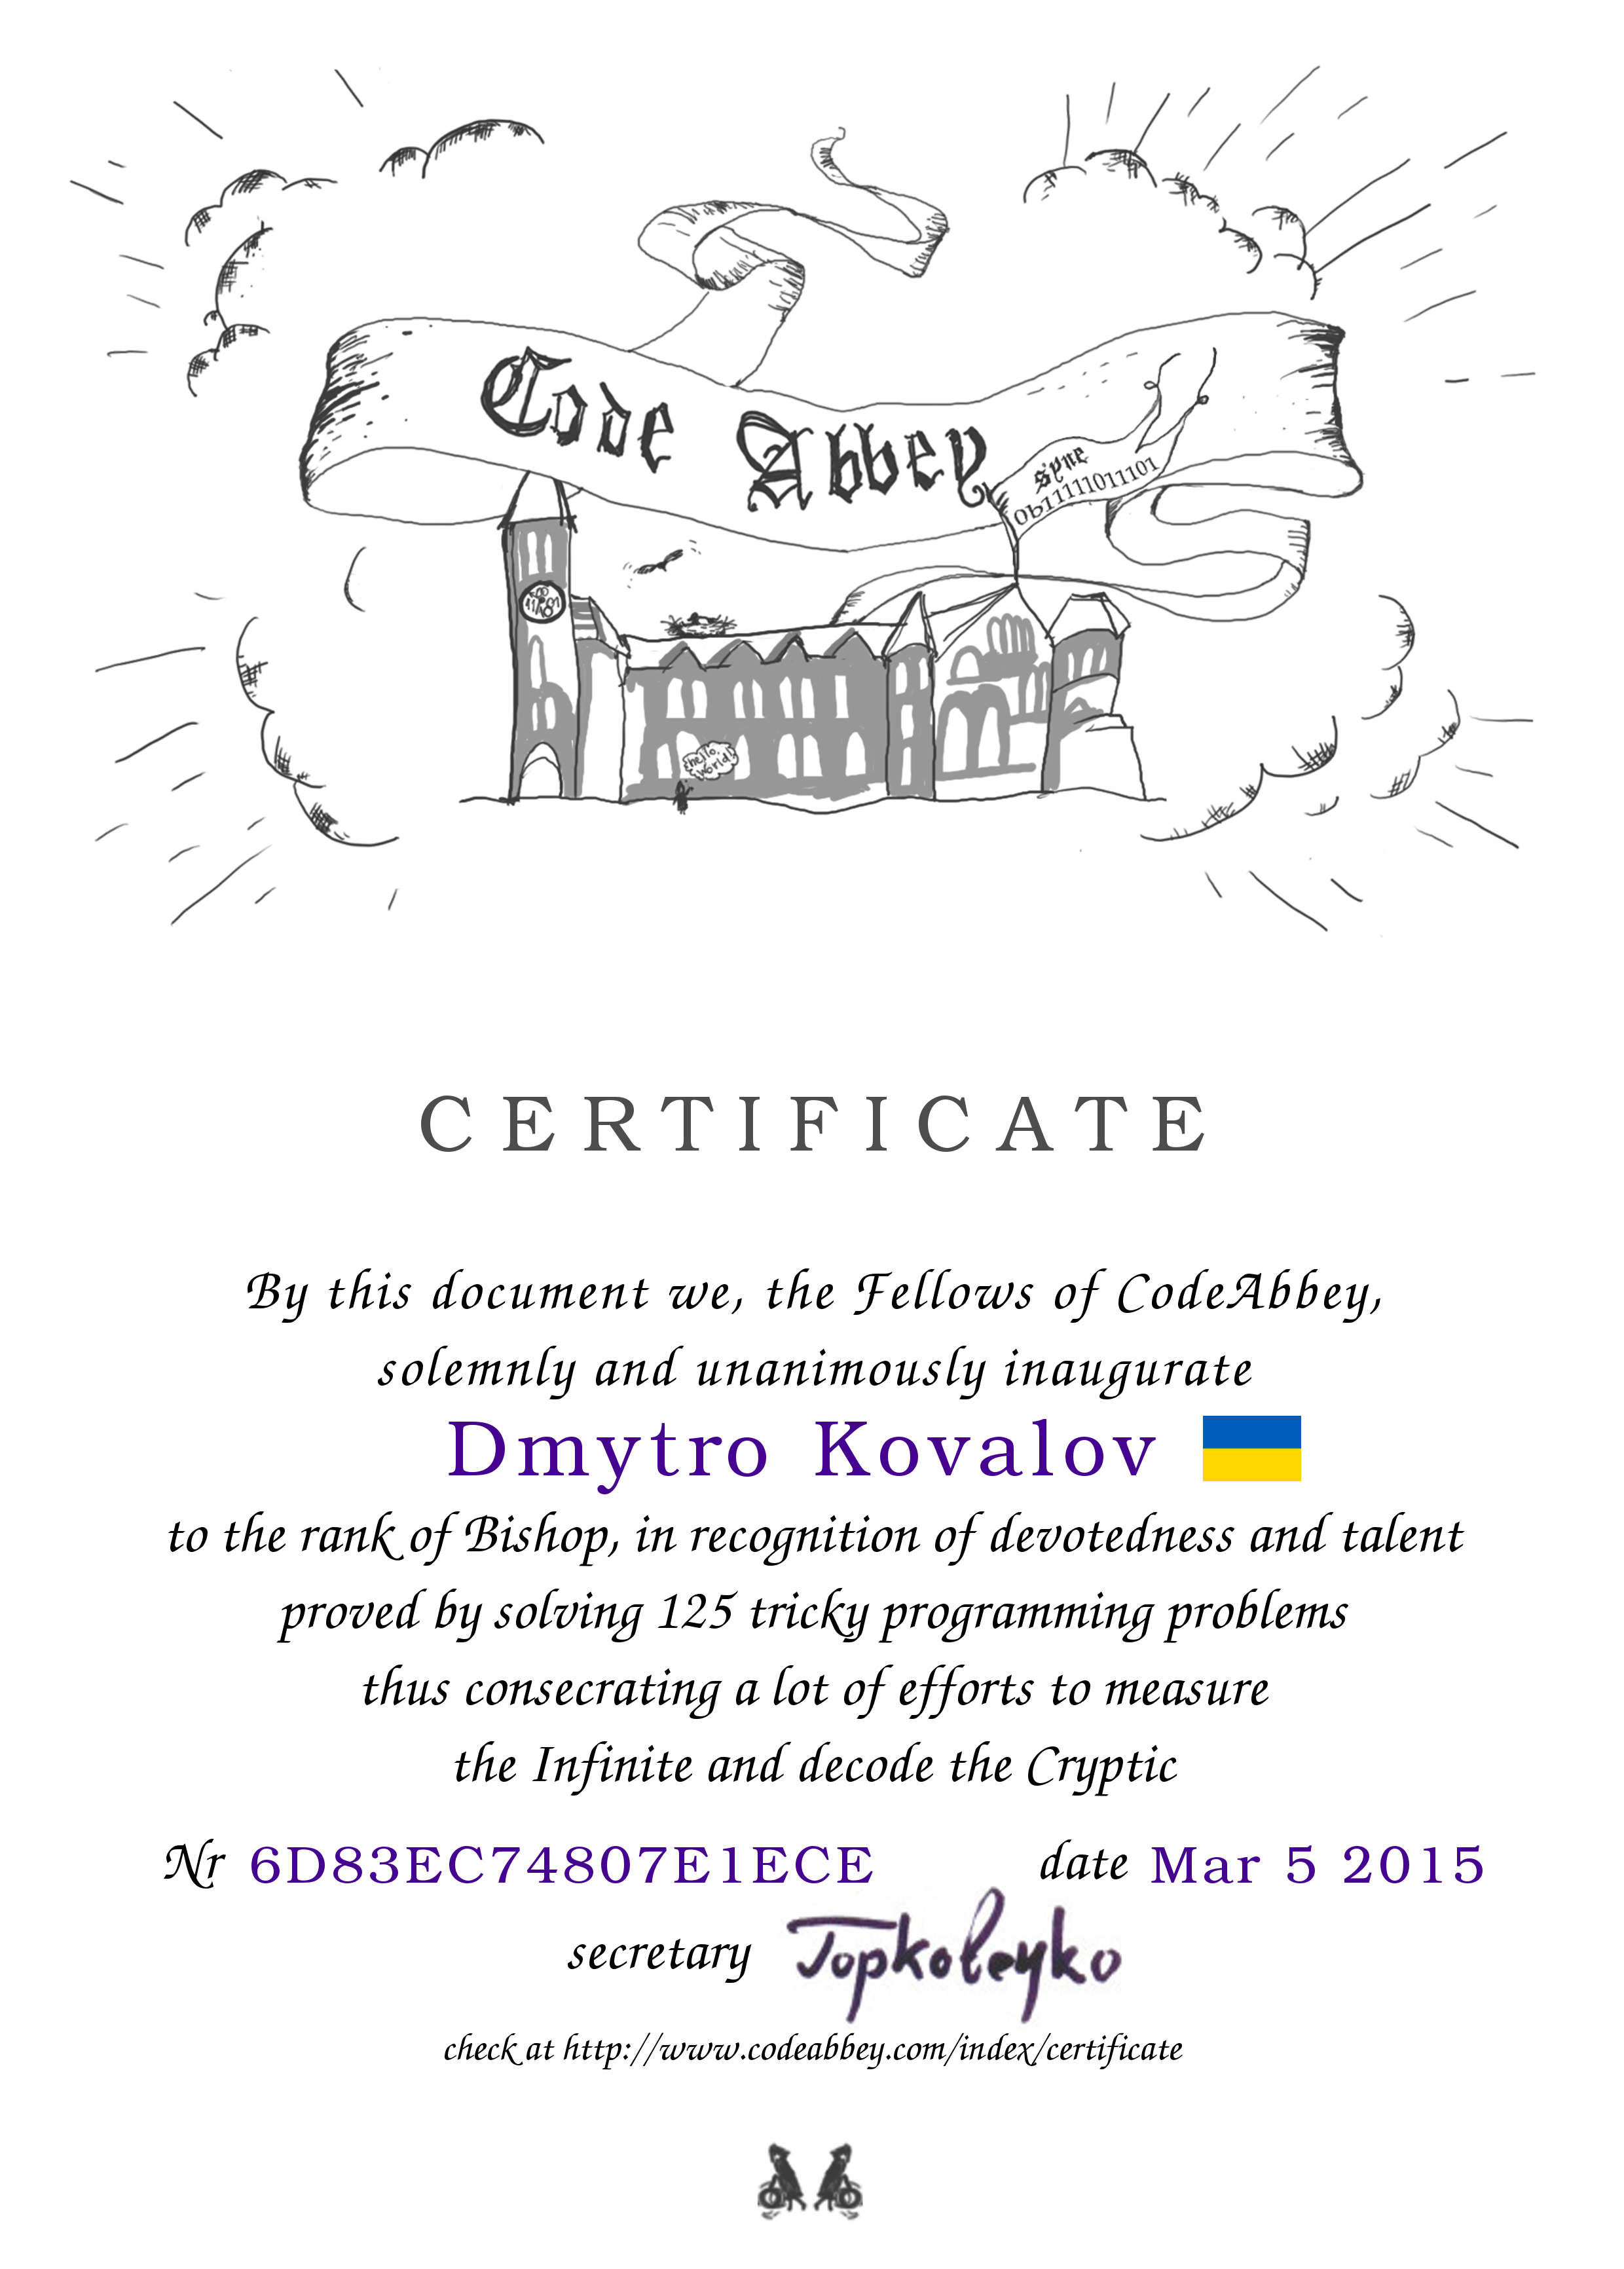 Code Abbey
syne
0b11111011101
hello, world!
CERTIFICATE
By this document we, the Fellows of CodeAbbey,
solemnly and unanimously inaugurate
Dmytro Kovalov
to the rank of Bishop, in recognition of devotedness and talent
proved by solving 125 tricky programming problems
thus consecrating a lot of efforts to measure
the Infinite and decode the Cryptic
Nr 6D83EC74807E1ECE date Mar 5 2015
secretary
check at http://www.codeabbey.com/index/certificate